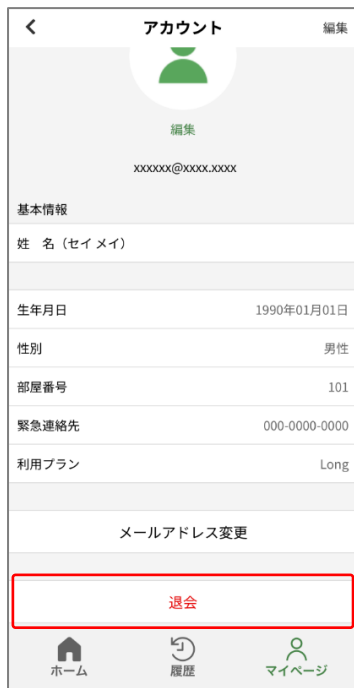 アカウント 編集
編集
xxxxxx@xxxx.xxxx
基本情報
姓　名（セイ メイ）
生年月日 1990年01月01日
性別 男性
部屋番号 101
緊急連絡先 000-0000-0000
利用プラン Long
メールアドレス変更
退会
ホーム 履歴 マイページ